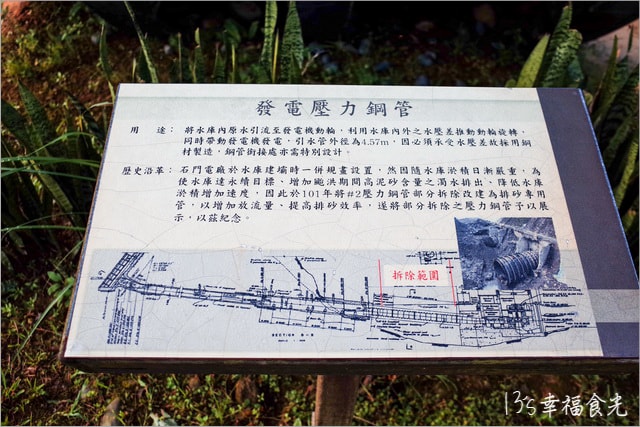 發電壓力鋼管
用　途：將水庫內原水引流至發電機動輪，利用水庫內外之水壓差推動動輪旋轉，
同時帶動發電機發電，引水管外徑為4.57m，因必須承受水壓差故採用鋼
材製造，鋼管銜接處亦需特別設計。
歷史沿革：石門電廠於水庫建壩時一併規畫設置，然因隨水庫淤積日漸嚴重，為
使水庫達永續目標、增加颱洪期間高泥砂含量之濁水排出、降低水庫
淤積增加速度，因此於101年將#2壓力鋼管部分拆除改建為排砂專用
管，以增加放流量、提高排砂效率，遂將部分拆除之壓力鋼管予以展
示，以茲紀念。
拆除範圍
SECTION B-B
13's幸福食光